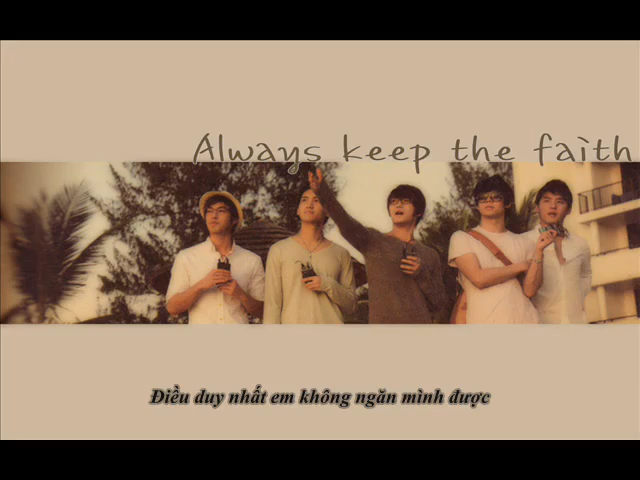 Always keep the faith
Điều duy nhất em không ngăn mình được